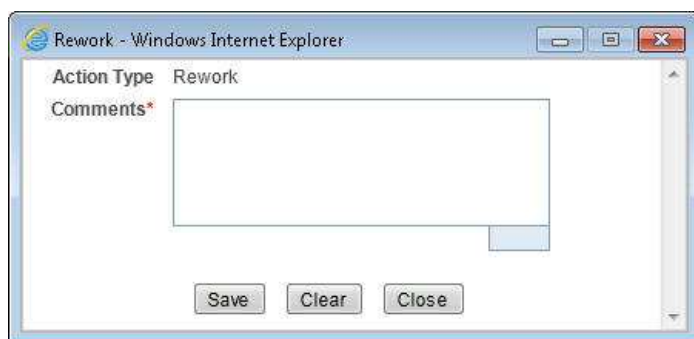 Rework - Windows Internet Explorer
Action Type Rework
Comments*
Save Clear Close